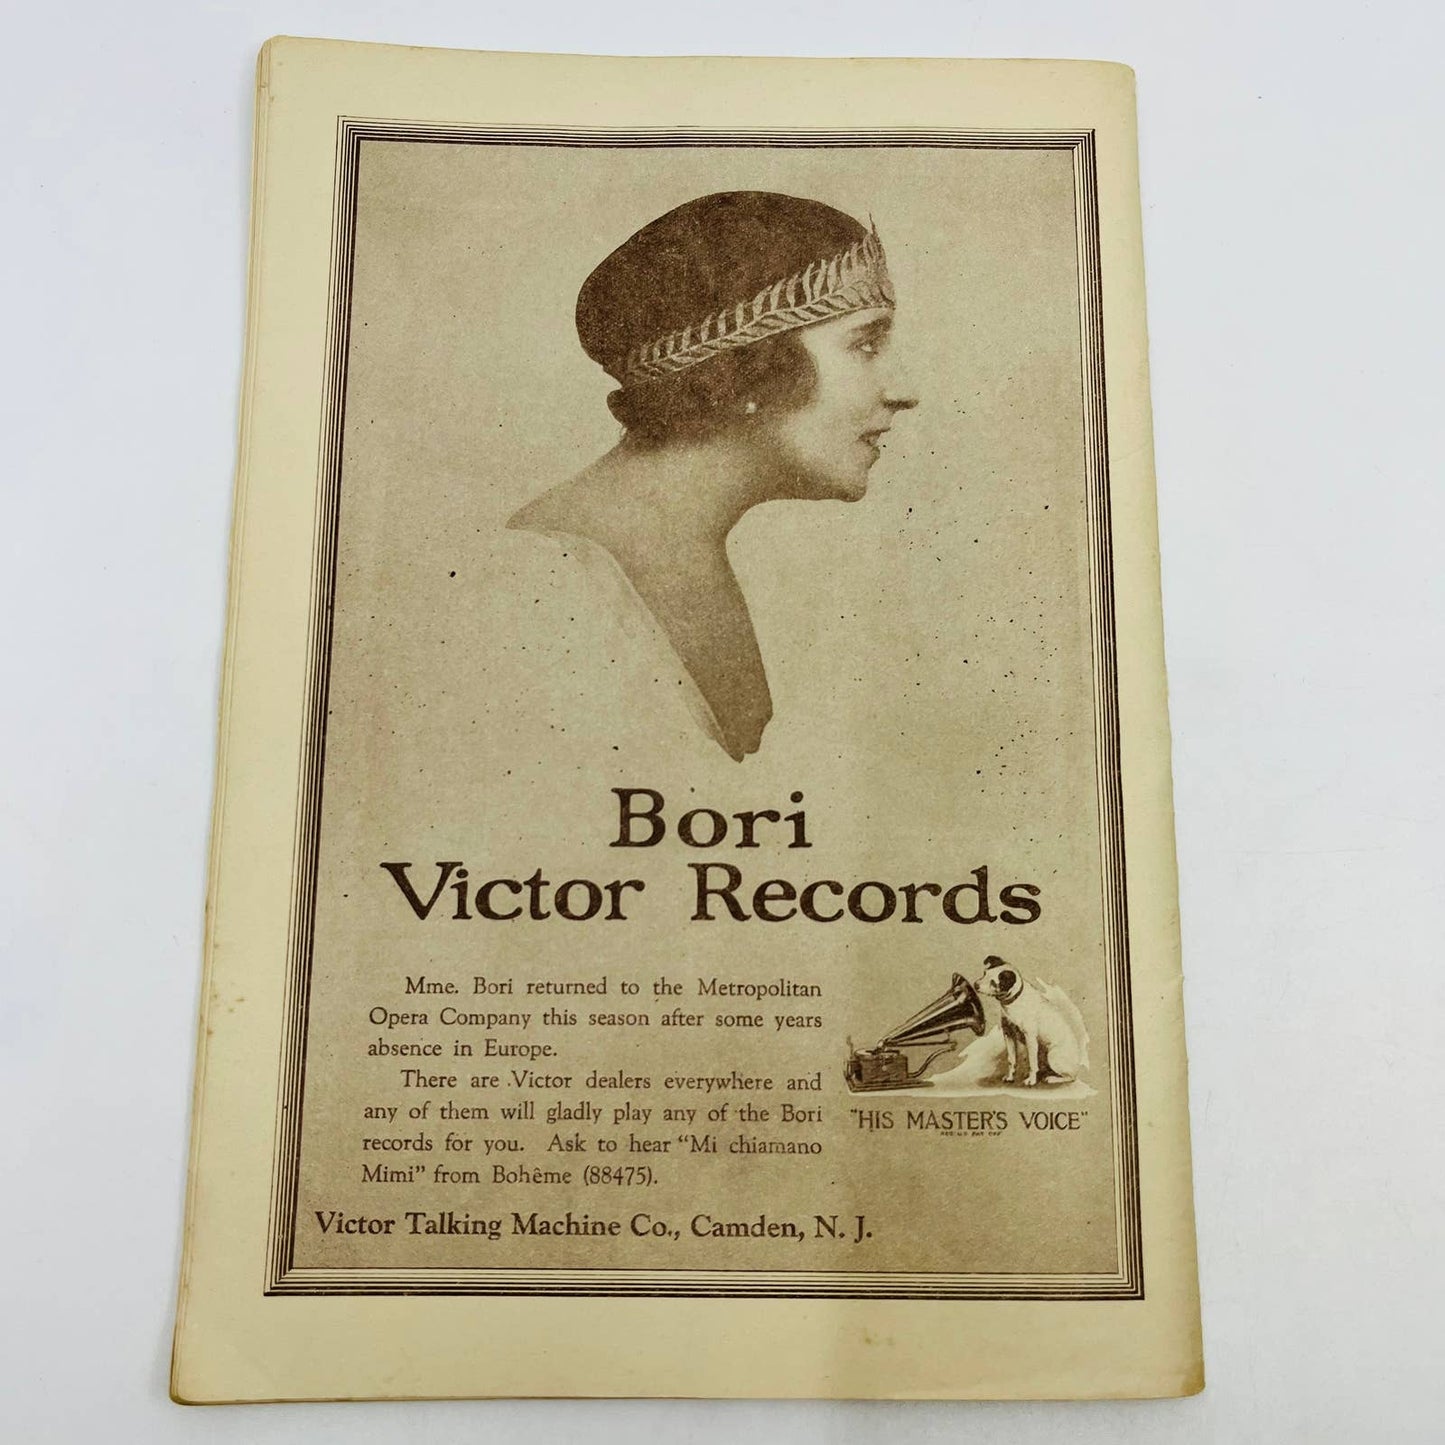 Bori
Victor Records
Mme. Bori returned to the Metropolitan
Opera Company this season after some years
absence in Europe.
There are Victor dealers everywhere and
any of them will gladly play any of the Bori
records for you. Ask to hear “Mi chiamano
Mimi” from Bohême (88475).
"HIS MASTER'S VOICE"
Victor Talking Machine Co., Camden, N. J.